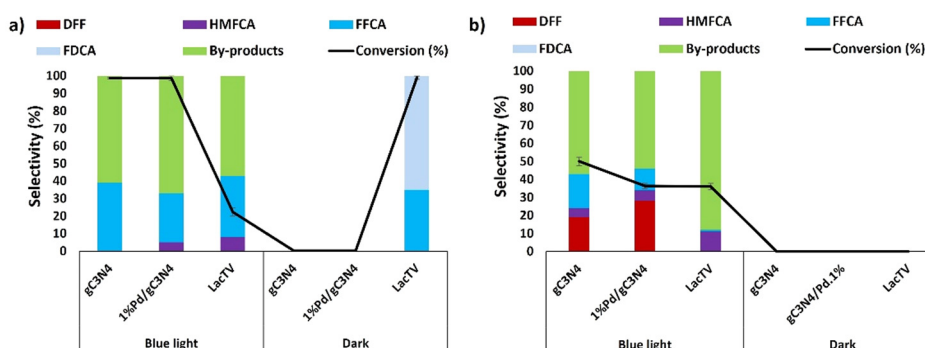 a)
DFF HMFCA FFCA
FDCA By-products Conversion (%)
Selectivity (%)
100
90
80
70
60
50
40
30
20
10
0
gC3N4
1%Pd/gC3N4
LacTV
gC3N4
1%Pd/gC3N4
LacTV
Blue light Dark
b)
DFF HMFCA FFCA
FDCA By-products Conversion (%)
Selectivity (%)
100
90
80
70
60
50
40
30
20
10
0
gC3N4
1%Pd/gC3N4
LacTV
gC3N4
gC3N4/Pd.1%
LacTV
Blue light Dark